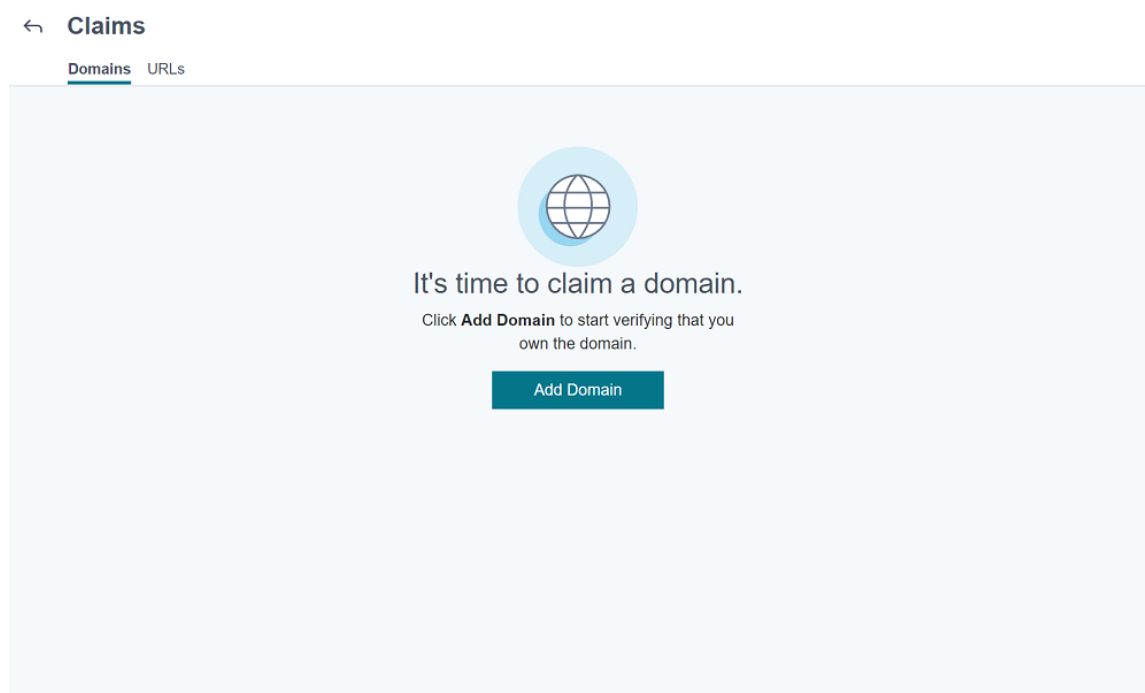 Claims
Domains URLs
It's time to claim a domain.
Click Add Domain to start verifying that you
own the domain.
Add Domain